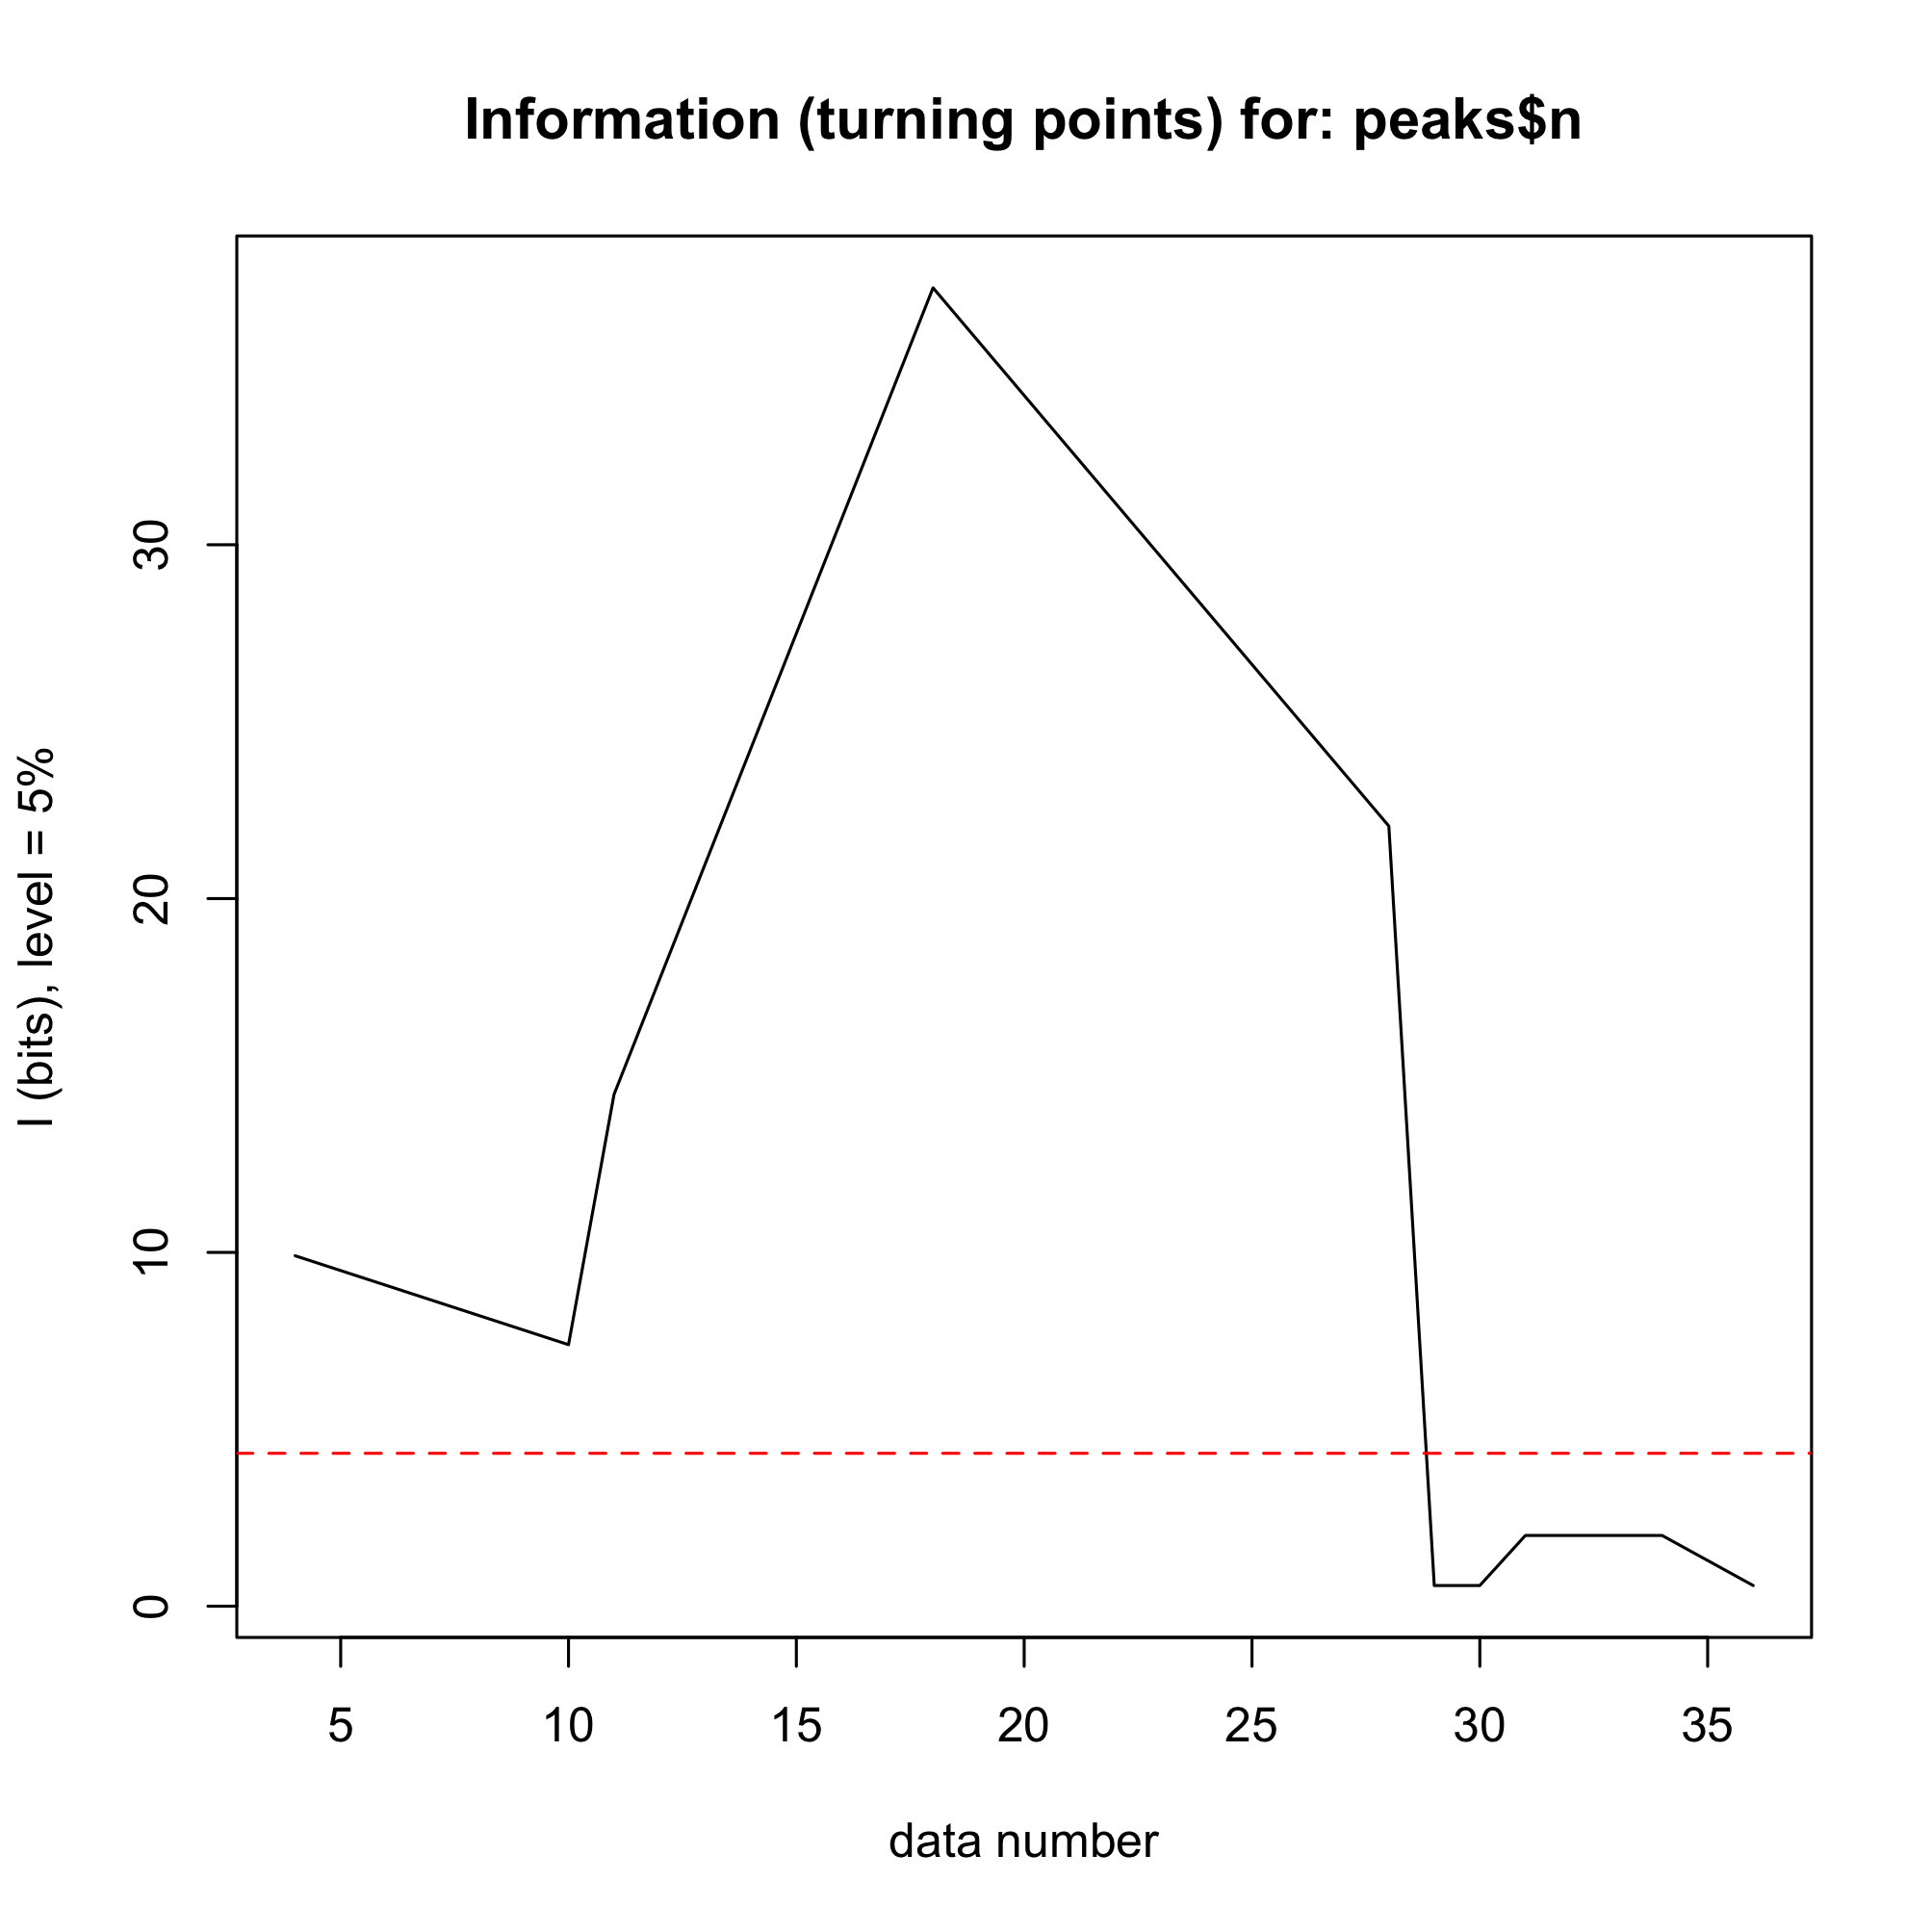 Information (turning points) for: peaks$n
I (bits), level = 5%
30
20
10
0
5 10 15 20 25 30 35
data number